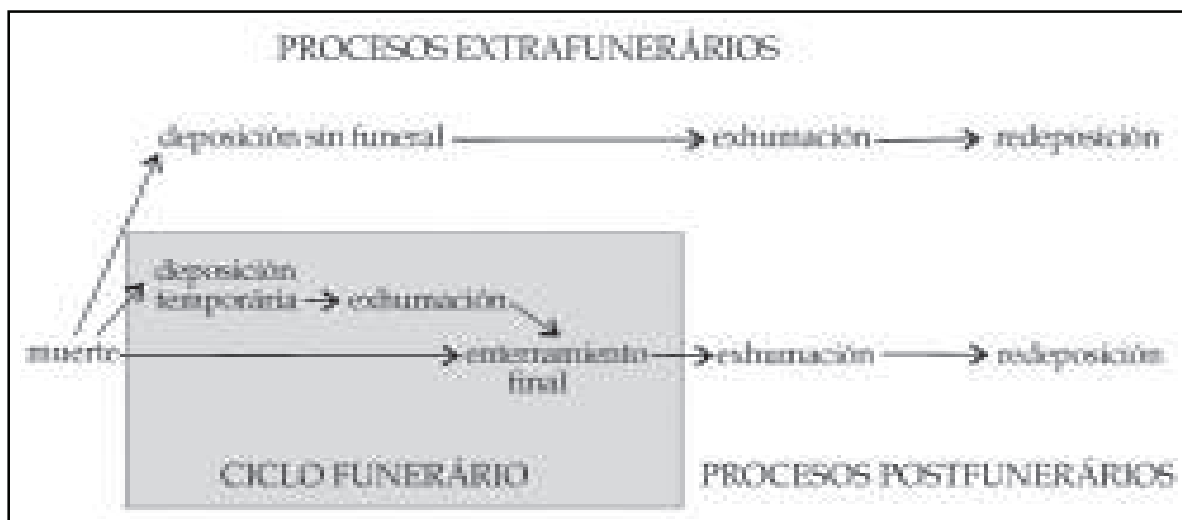 PROCESOS EXTRAFUNERÁRIOS
deposición sin funeral exhumación redeposición
deposición
temporária exhumación
muerte enterramiento exhumación redeposición
final
CICLO FUNERÁRIO PROCESOS POSTFUNERÁRIOS